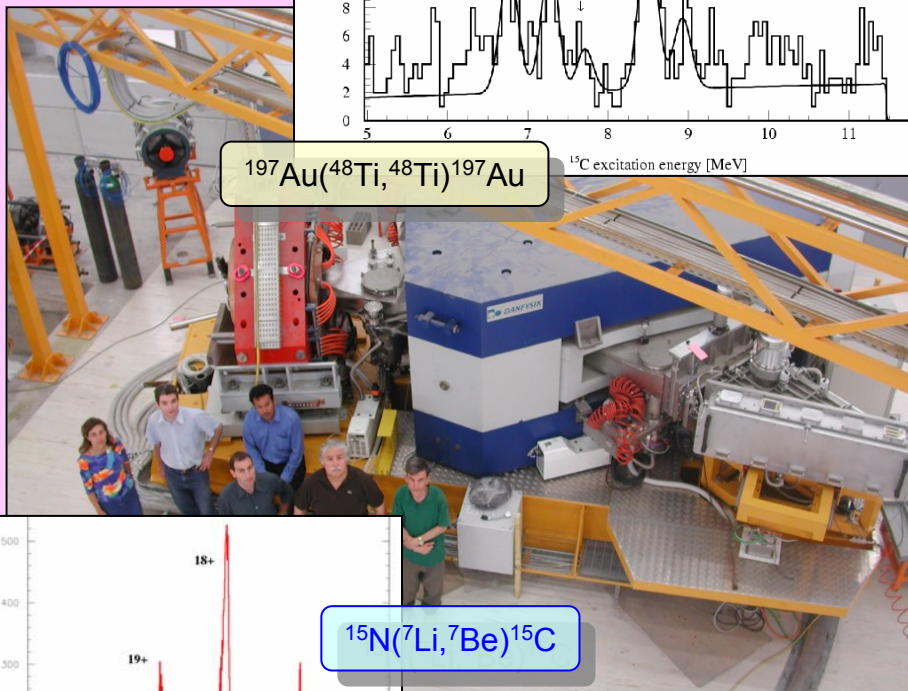 8
6
4
2
0
5 6 7 8 9 10 11
¹⁵C excitation energy [MeV]
¹⁹⁷Au(⁴⁸Ti,⁴⁸Ti)¹⁹⁷Au
DANFYSIK
500
18+
400
¹⁵N(⁷Li,⁷Be)¹⁵C
19+
300